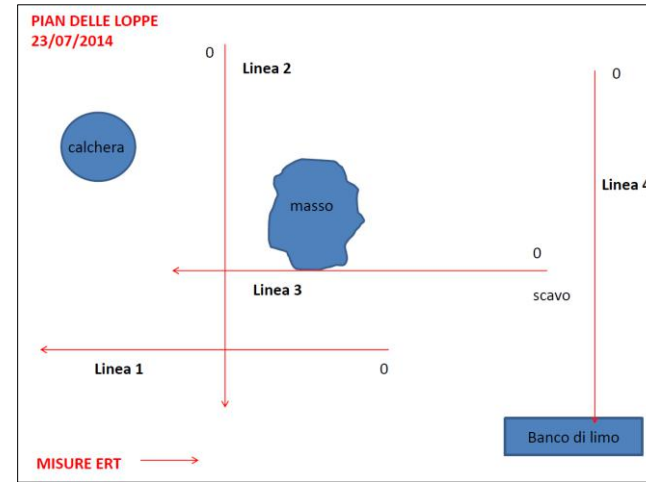 PIAN DELLE LOPPE
23/07/2014
0
Linea 2
0
calchera
Linea 4
masso
0
Linea 3
scavo
Linea 1
0
Banco di limo
MISURE ERT